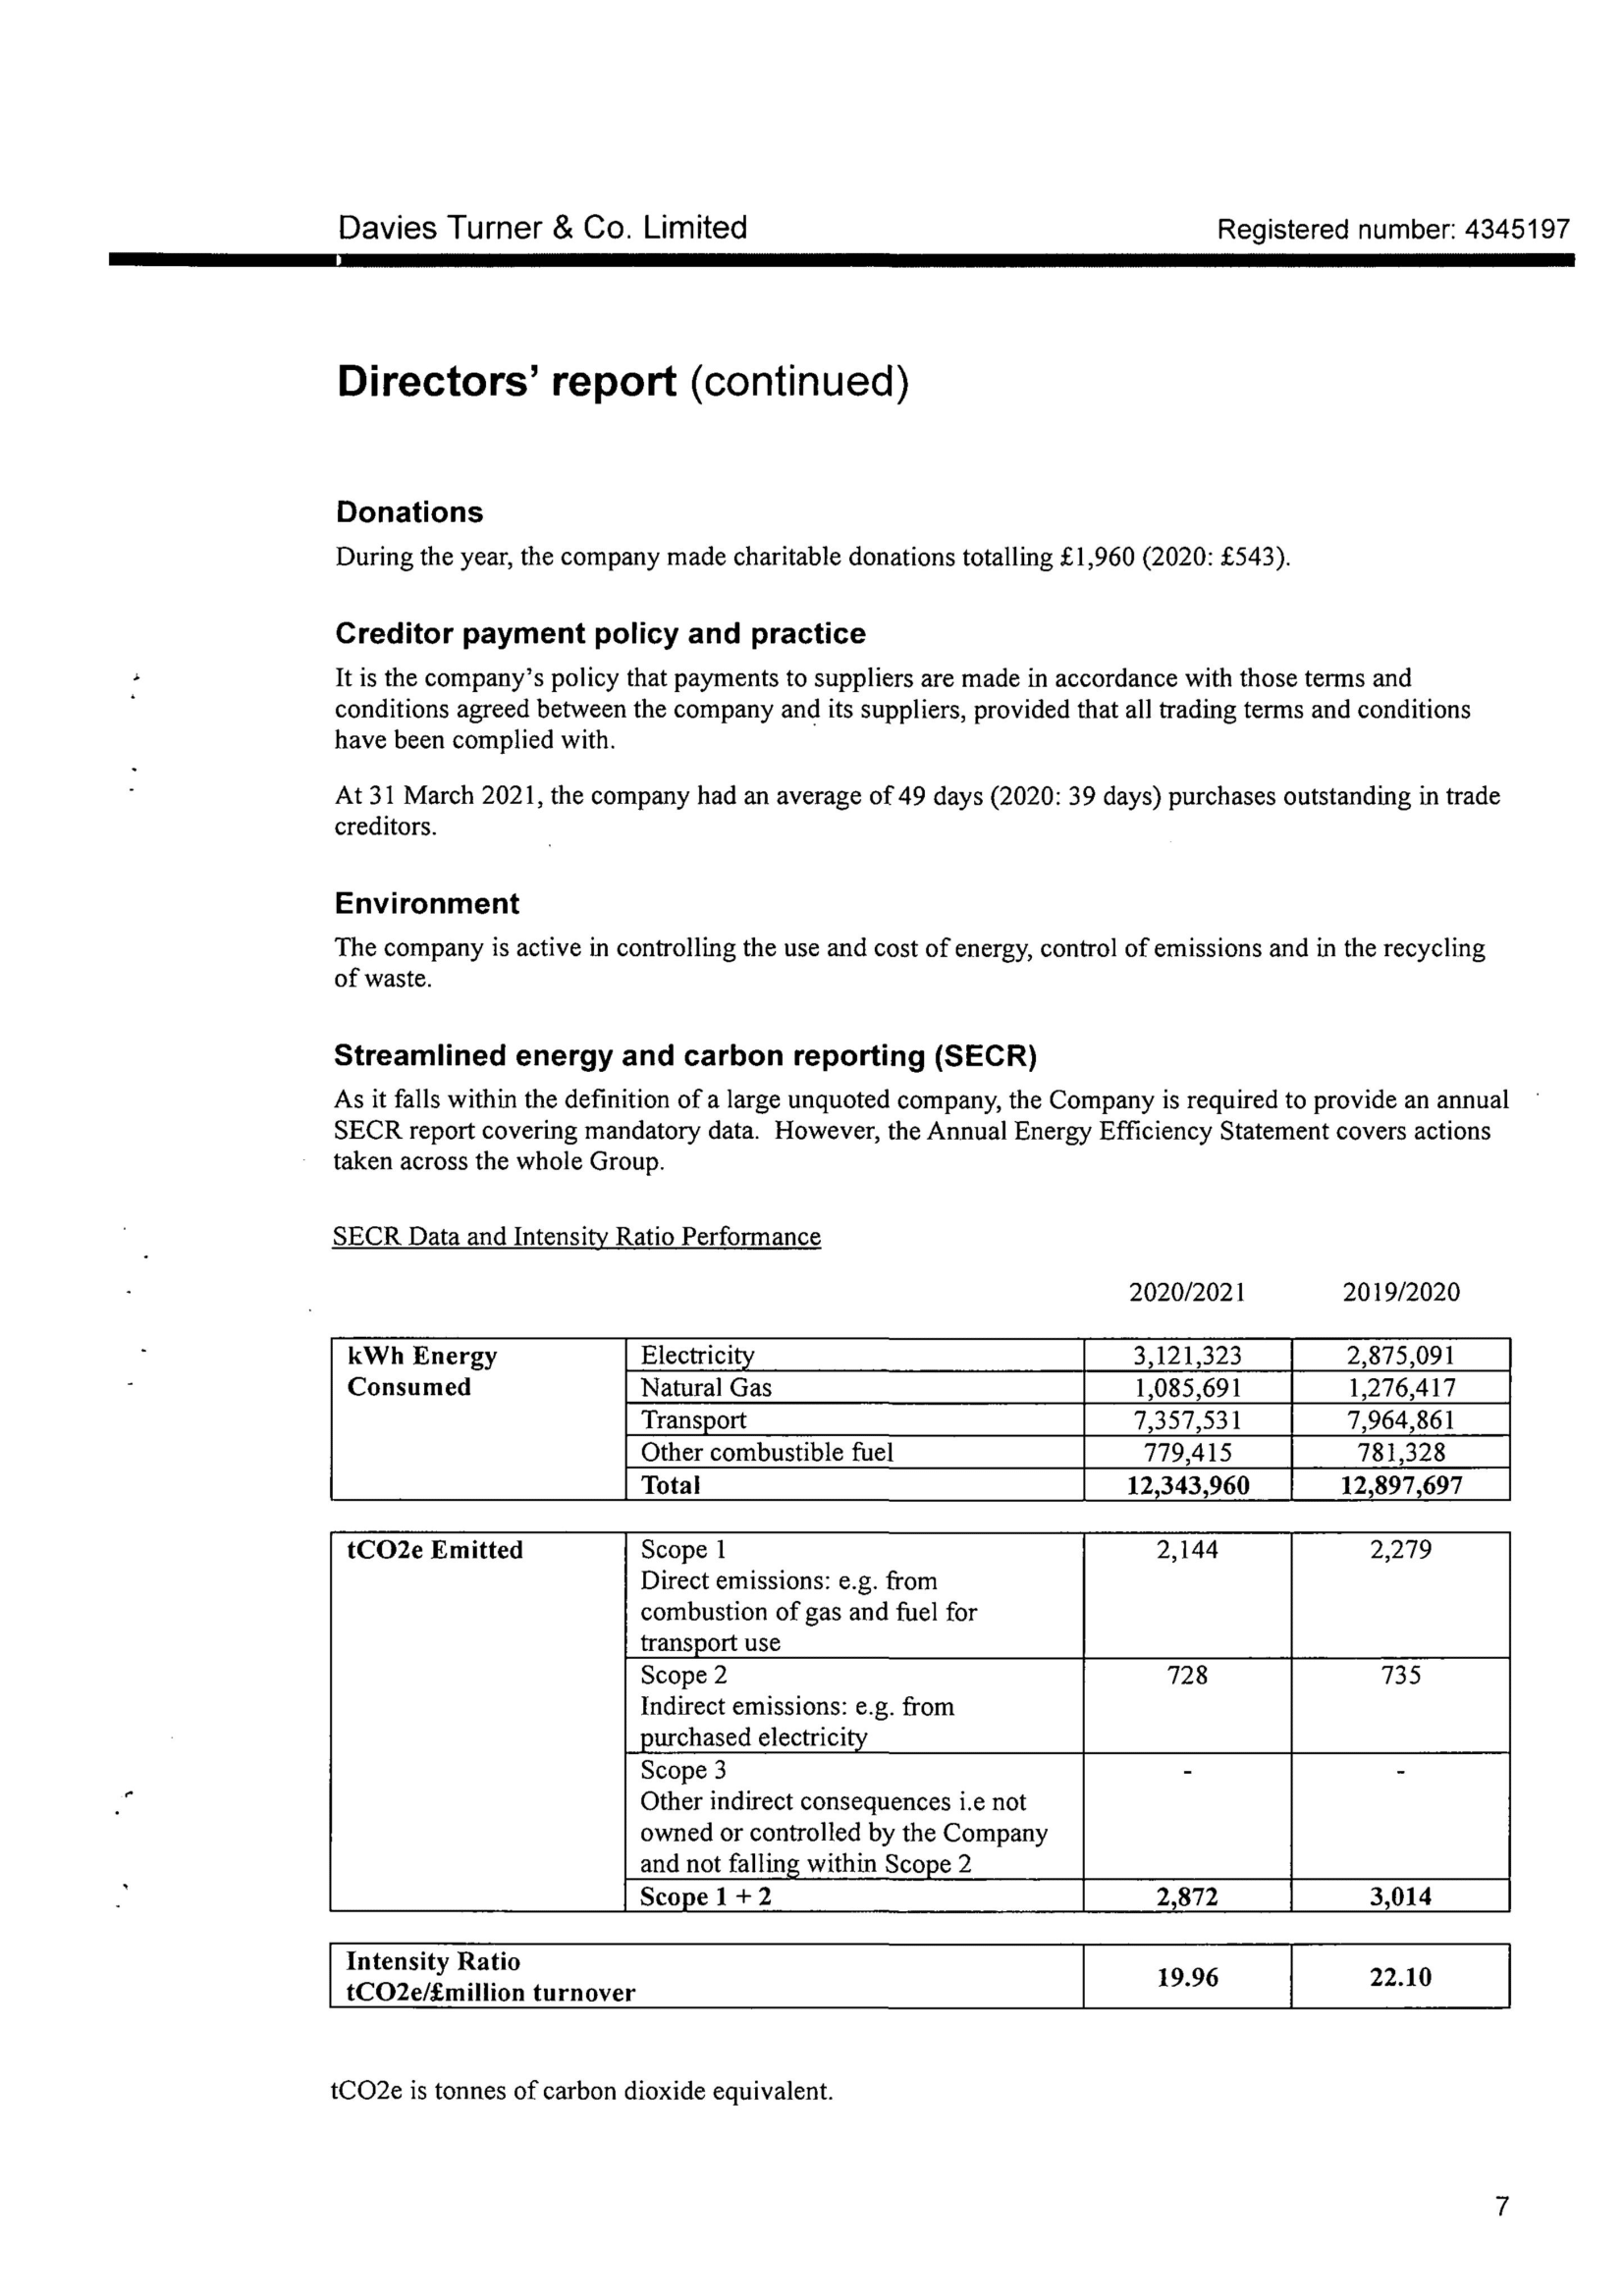 Davies Turner & Co. Limited
Registered number: 4345197
Directors' report (continued)
Donations
During the year, the company made charitable donations totalling £1,960 (2020: £543).
Creditor payment policy and practice
It is the company's policy that payments to suppliers are made in accordance with those terms and
conditions agreed between the company and its suppliers, provided that all trading terms and conditions
have been complied with.
At 31 March 2021, the company had an average of 49 days (2020: 39 days) purchases outstanding in trade
creditors.
Environment
The company is active in controlling the use and cost of energy, control of emissions and in the recycling
of waste.
Streamlined energy and carbon reporting (SECR)
As it falls within the definition of a large unquoted company, the Company is required to provide an annual
SECR report covering mandatory data. However, the Annual Energy Efficiency Statement covers actions
taken across the whole Group.
SECR Data and Intensity Ratio Performance
2020/2021 2019/2020
kWh Energy Electricity 3,121,323 2,875,091
Consumed Natural Gas 1,085,691 1,276,417
Transport 7,357,531 7,964,861
Other combustible fuel 779,415 781,328
Total 12,343,960 12,897,697
tCO2e Emitted Scope 1 2,144 2,279
Direct emissions: e.g. from
combustion of gas and fuel for
transport use
Scope 2 728 735
Indirect emissions: e.g. from
purchased electricity
Scope 3 - -
Other indirect consequences i.e not
owned or controlled by the Company
and not falling within Scope 2
Scope 1 + 2 2,872 3,014
Intensity Ratio
tCO2e/£million turnover 19.96 22.10
tCO2e is tonnes of carbon dioxide equivalent.
7